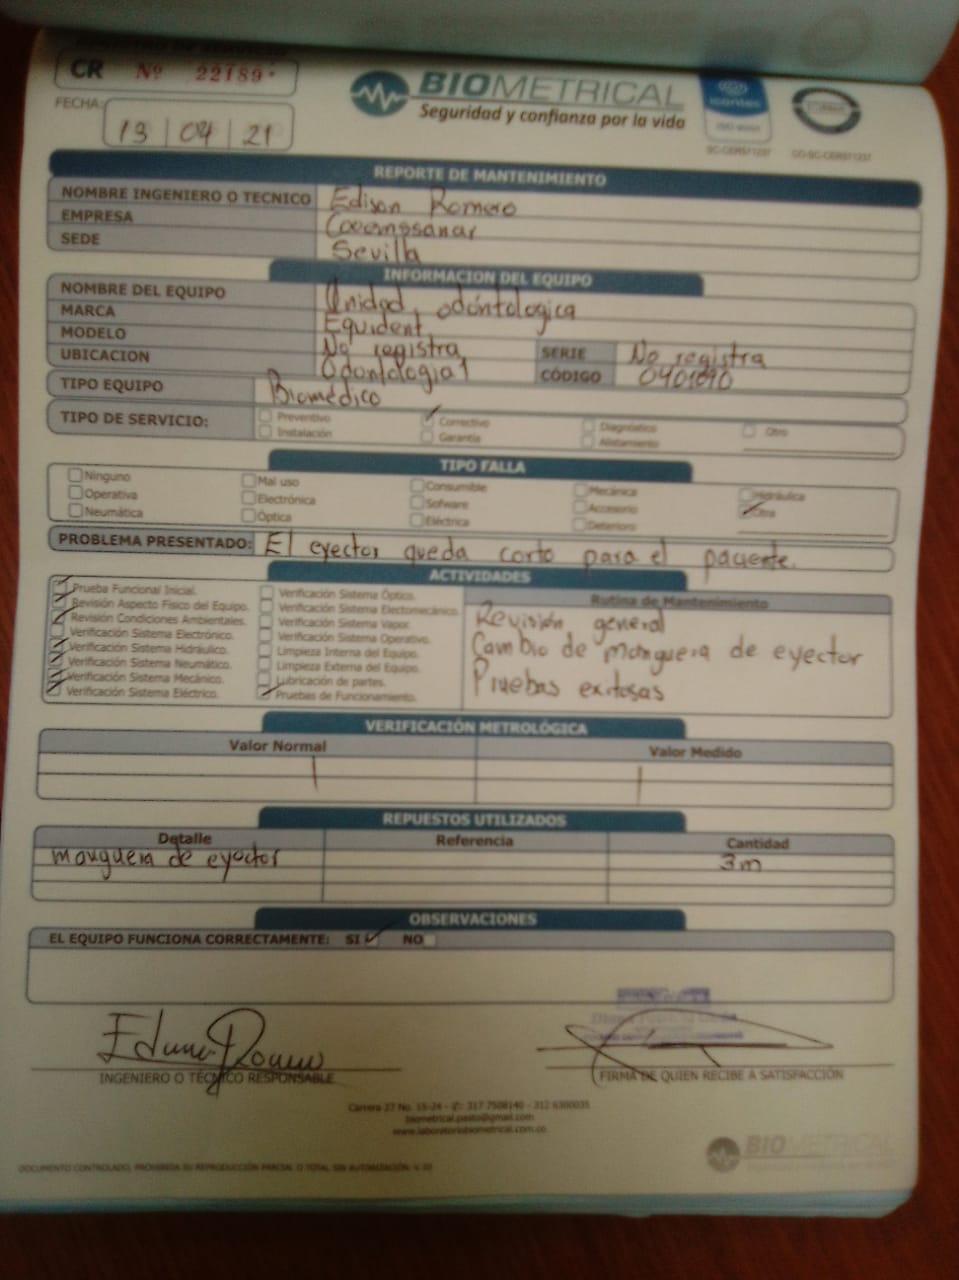 CR Nº 22189
BIOMETRICAL
Seguridad y confianza por la vida
icontec
ISO 9001
SC-CER571237
CO-SC-CER571237
FECHA:
13 | 04 | 21
REPORTE DE MANTENIMIENTO
NOMBRE INGENIERO O TECNICO Edison Romero
EMPRESA
SEDE Sevilla
INFORMACION DEL EQUIPO
NOMBRE DEL EQUIPO Unidad odóntologica
MARCA Equident
MODELO No registra SERIE No registra
UBICACION Odontologia 1 CÓDIGO
TIPO EQUIPO Biomédico
TIPO DE SERVICIO: Preventivo Correctivo Diagnóstico Otro
Instalación Garantía Alistamiento
TIPO FALLA
Ninguno Mal uso Consumible Mecánica Hidráulica
Operativa Electrónica Sofware Accesorio Otra
Neumática Óptica Eléctrica Deterioro
PROBLEMA PRESENTADO: El eyector queda corto para el paciente.
ACTIVIDADES
Prueba Funcional Inicial. Verificación Sistema Óptico. Rutina de Mantenimiento
Revisión Aspecto Físico del Equipo. Verificación Sistema Electromecánico. Revisión general
Revisión Condiciones Ambientales. Verificación Sistema Vapor.
Verificación Sistema Electrónico. Verificación Sistema Operativo. Cambio de manguera de eyector
Verificación Sistema Hidráulico. Limpieza Interna del Equipo.
Verificación Sistema Neumático. Limpieza Externa del Equipo. Pruebas exitosas
Verificación Sistema Mecánico. Lubricación de partes.
Verificación Sistema Eléctrico. Pruebas de Funcionamiento.
VERIFICACIÓN METROLÓGICA
Valor Normal Valor Medido
REPUESTOS UTILIZADOS
Detalle Referencia Cantidad
manguera de eyector 3m
OBSERVACIONES
EL EQUIPO FUNCIONA CORRECTAMENTE: SI NO
INGENIERO O TÉCNICO RESPONSABLE
FIRMA DE QUIEN RECIBE A SATISFACCIÓN
Carrera 27 No. 15-24 - 317 7508140 - 312 6300035
biometrical.pasto@gmail.com
www.laboratoriobiometrical.com.co
BIOMETRICAL
DOCUMENTO CONTROLADO, PROHIBIDA SU REPRODUCCIÓN PARCIAL O TOTAL SIN AUTORIZACIÓN.